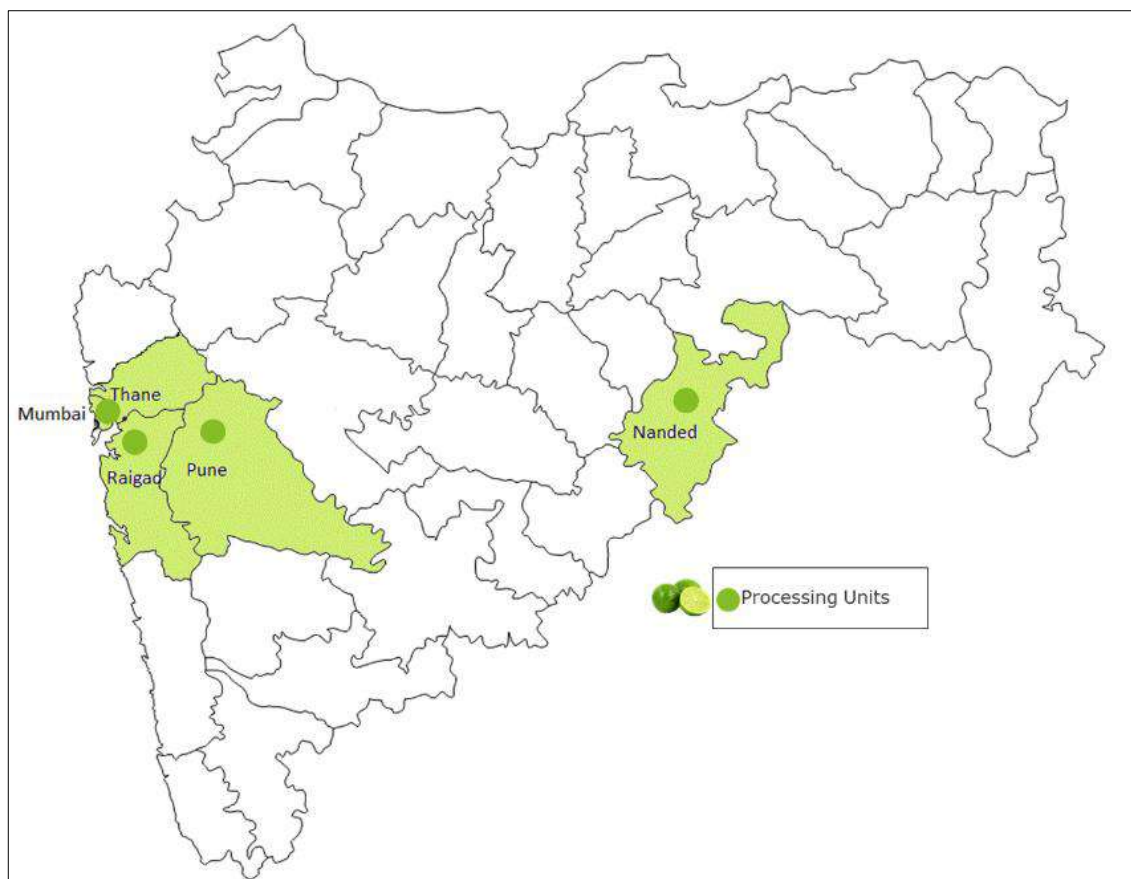 Thane
Mumbai
Raigad
Pune
Nanded
Processing Units